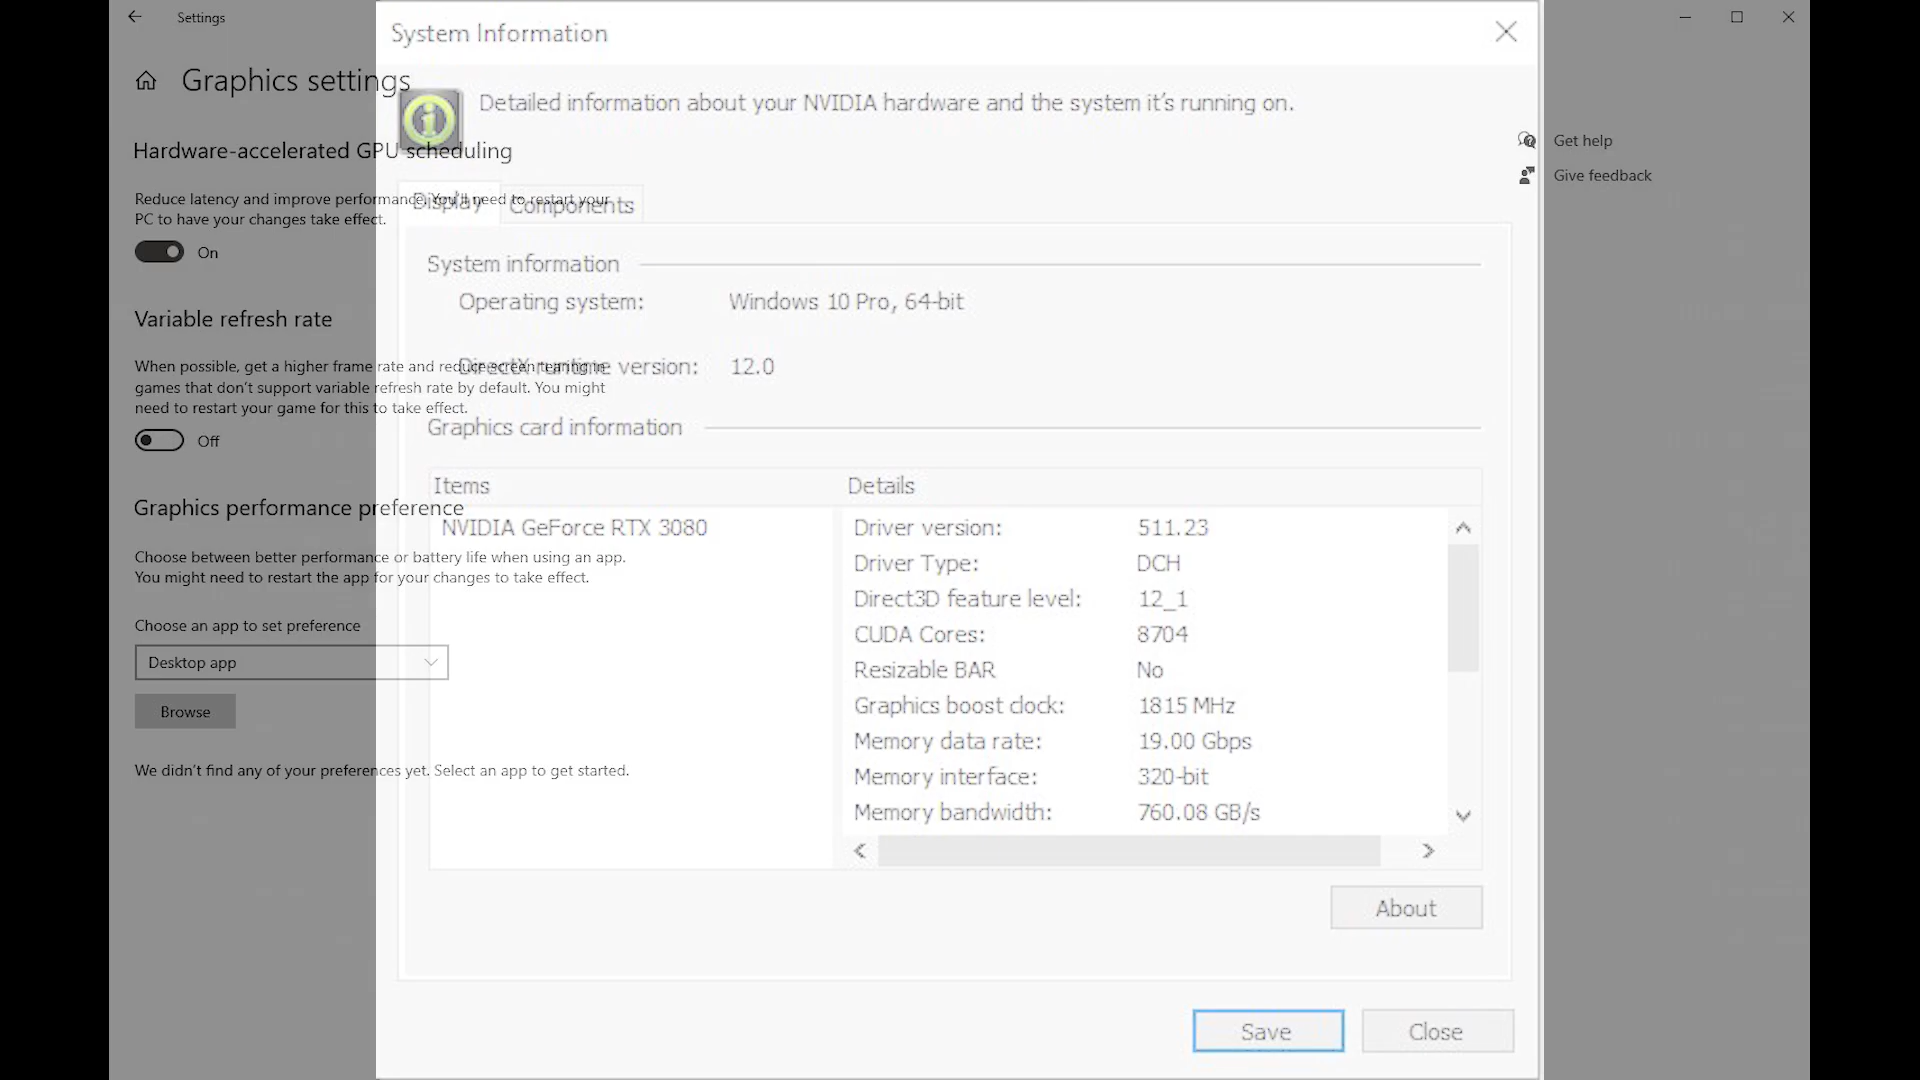 Settings
Graphics settings
Hardware-accelerated GPU scheduling
Reduce latency and improve performance. You'll need to restart your
PC to have your changes take effect.
On
Variable refresh rate
When possible, get a higher frame rate and reduce screen tearing in
games that don't support variable refresh rate by default. You might
need to restart your game for this to take effect.
Off
Graphics performance preference
Choose between better performance or battery life when using an app.
You might need to restart the app for your changes to take effect.
Choose an app to set preference
Desktop app
Browse
We didn't find any of your preferences yet. Select an app to get started.
System Information
Detailed information about your NVIDIA hardware and the system it's running on.
Display
Components
System information
Operating system: Windows 10 Pro, 64-bit
DirectX runtime version: 12.0
Graphics card information
Items
Details
NVIDIA GeForce RTX 3080
Driver version: 511.23
Driver Type: DCH
Direct3D feature level: 12_1
CUDA Cores: 8704
Resizable BAR No
Graphics boost clock: 1815 MHz
Memory data rate: 19.00 Gbps
Memory interface: 320-bit
Memory bandwidth: 760.08 GB/s
About
Save
Close
Get help
Give feedback